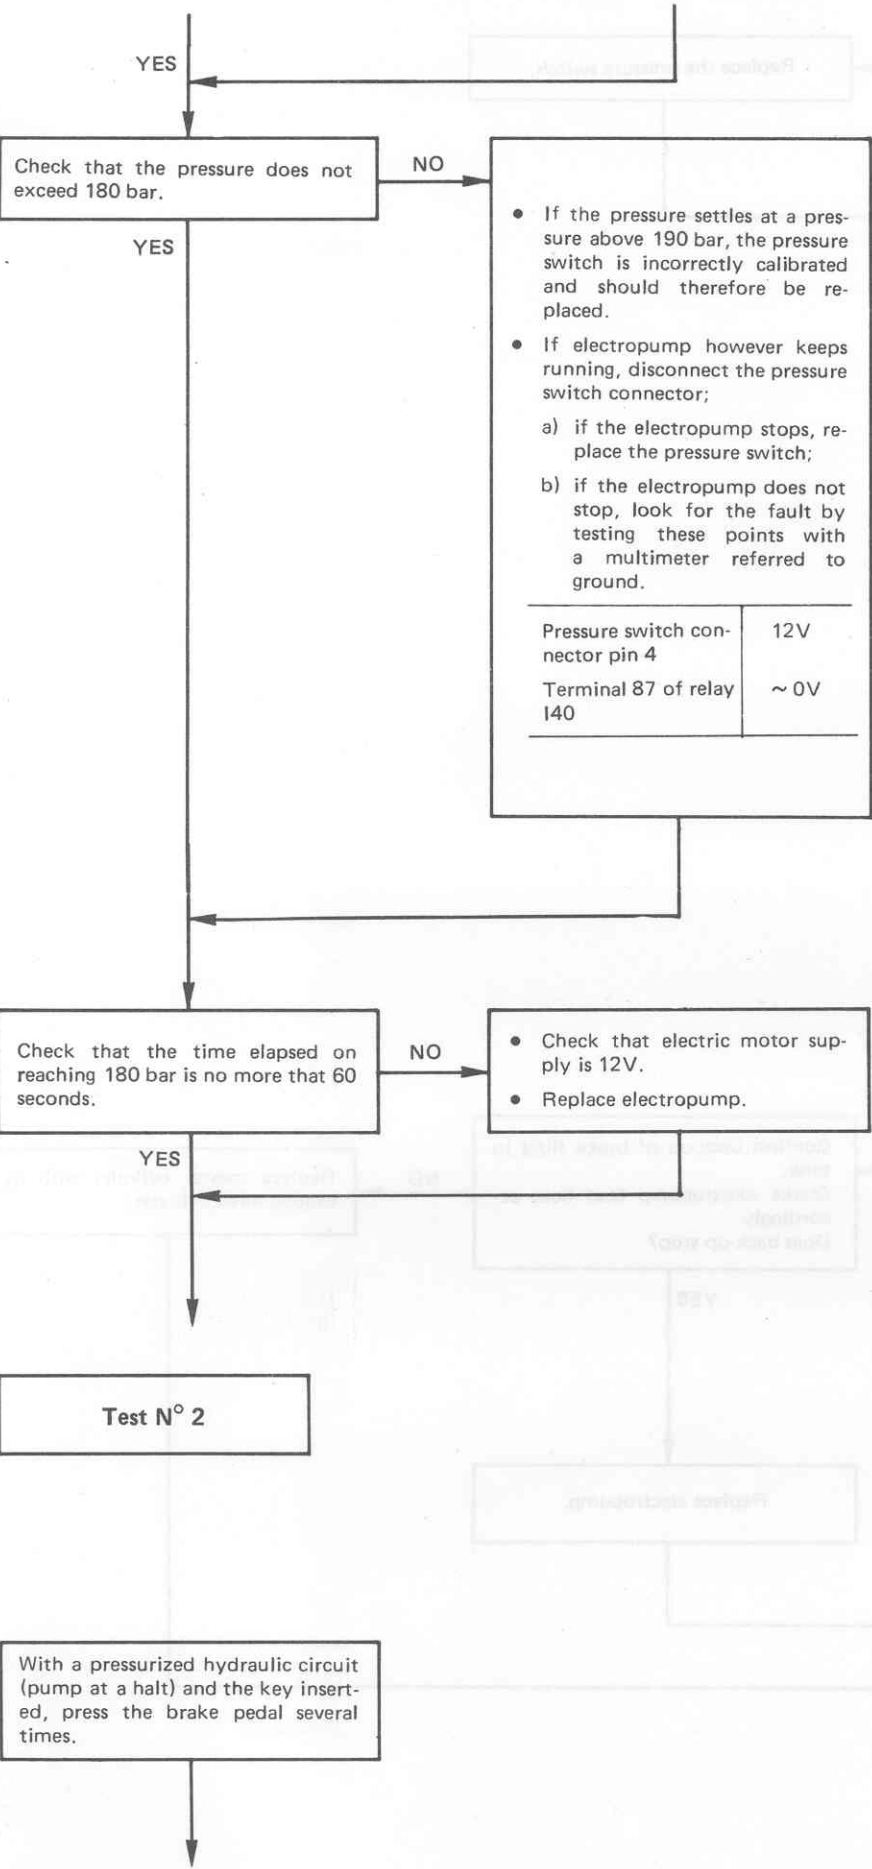 YES
Check that the pressure does not
exceed 180 bar.
NO
YES
• If the pressure settles at a pres-
sure above 190 bar, the pressure
switch is incorrectly calibrated
and should therefore be re-
placed.
• If electropump however keeps
running, disconnect the pressure
switch connector;
a) if the electropump stops, re-
place the pressure switch;
b) if the electropump does not
stop, look for the fault by
testing these points with
a multimeter referred to
ground.
Pressure switch con- 12V
nector pin 4
Terminal 87 of relay ~ 0V
I40
Check that the time elapsed on
reaching 180 bar is no more that 60
seconds.
NO
• Check that electric motor sup-
ply is 12V.
• Replace electropump.
YES
Test N° 2
With a pressurized hydraulic circuit
(pump at a halt) and the key insert-
ed, press the brake pedal several
times.